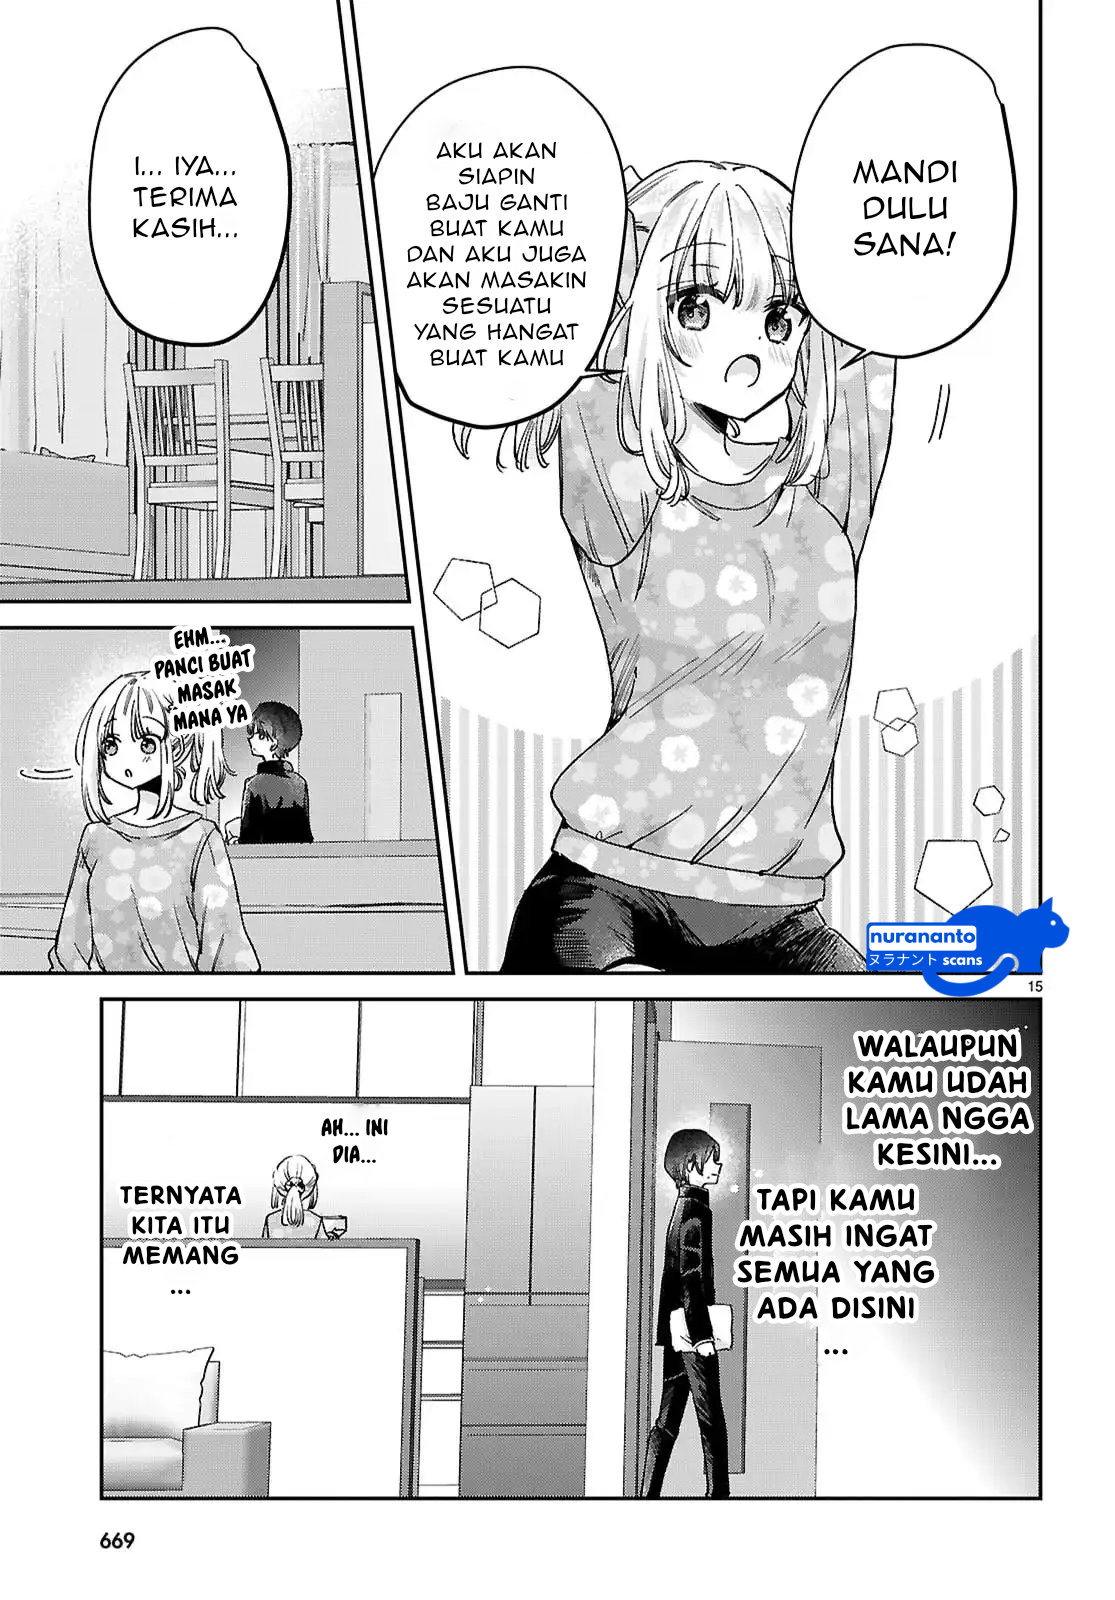 MANDI
DULU
SANA!
AKU AKAN
SIAPIN
BAJU GANTI
BUAT KAMU
DAN AKU JUGA
AKAN MASAKIN
SESUATU
YANG HANGAT
BUAT KAMU
I... IYA...
TERIMA
KASIH...
EHM...
PANCI BUAT
MASAK
MANA YA
nurananto
ヌラナント scans
15
WALAUPUN
KAMU UDAH
LAMA NGGA
KESINI...
TAPI KAMU
MASIH INGAT
SEMUA YANG
ADA DISINI
...
AH... INI
DIA...
TERNYATA
KITA ITU
MEMANG
...
669